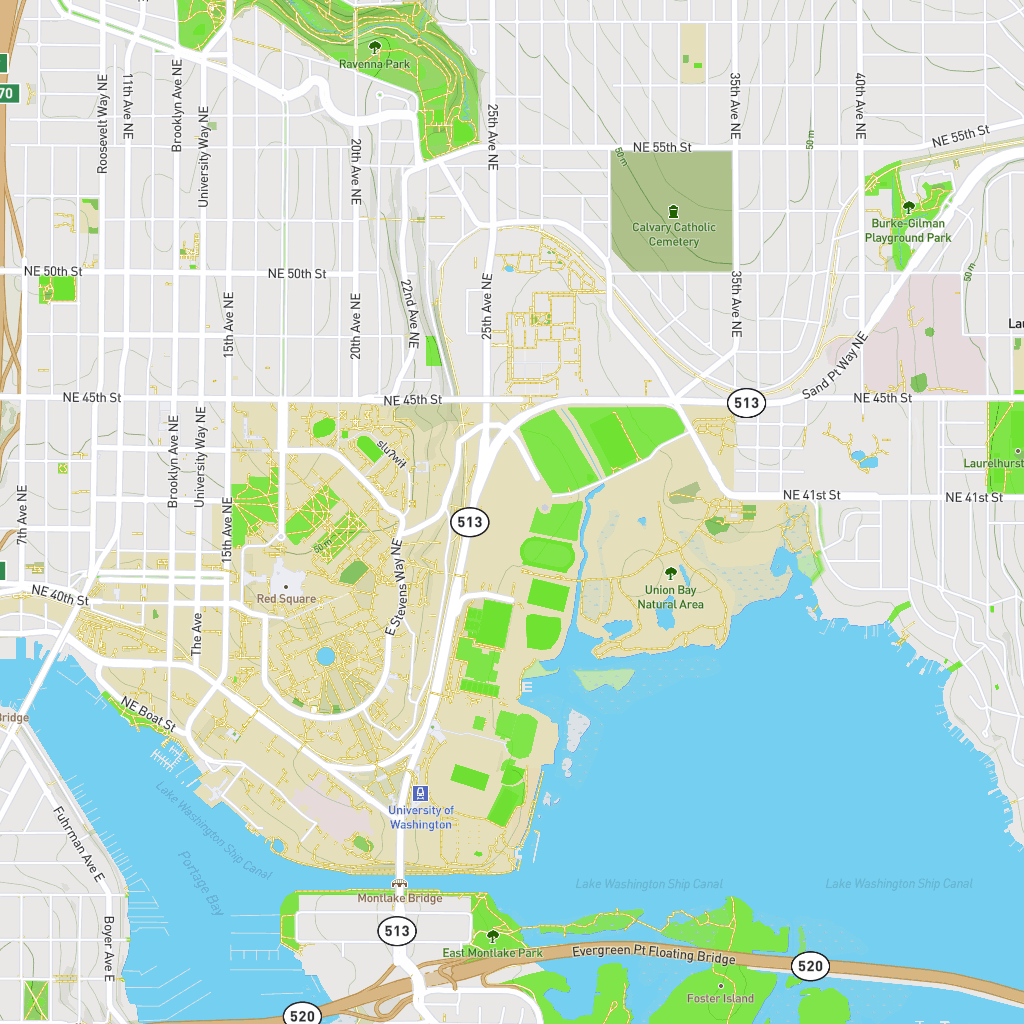 Ravenna Park
70
Roosevelt Way NE
11th Ave NE
Brooklyn Ave NE
University Way NE
20th Ave NE
25th Ave NE
35th Ave NE
40th Ave NE
NE 55th St
NE 55th St
50 m
50 m
Calvary Catholic
Cemetery
Burke-Gilman
Playground Park
50 m
NE 50th St
NE 50th St
15th Ave NE
20th Ave NE
22nd Ave NE
25th Ave NE
35th Ave NE
Lau
Sand Pt Way NE
NE 45th St
NE 45th St
513
NE 45th St
Brooklyn Ave NE
University Way NE
sluʔwiɫ
Laurelhurst
7th Ave NE
15th Ave NE
513
NE 41st St
NE 41st St
50 m
E Stevens Way NE
Red Square
NE 40th St
The Ave
Union Bay
Natural Area
E
Bridge
NE Boat St
Lake Washington Ship Canal
Portage Bay
University of
Washington
Fuhrman Ave E
Boyer Ave E
Montlake Bridge
Lake Washington Ship Canal
Lake Washington Ship Canal
513
East Montlake Park
Evergreen Pt Floating Bridge
520
Foster Island
520